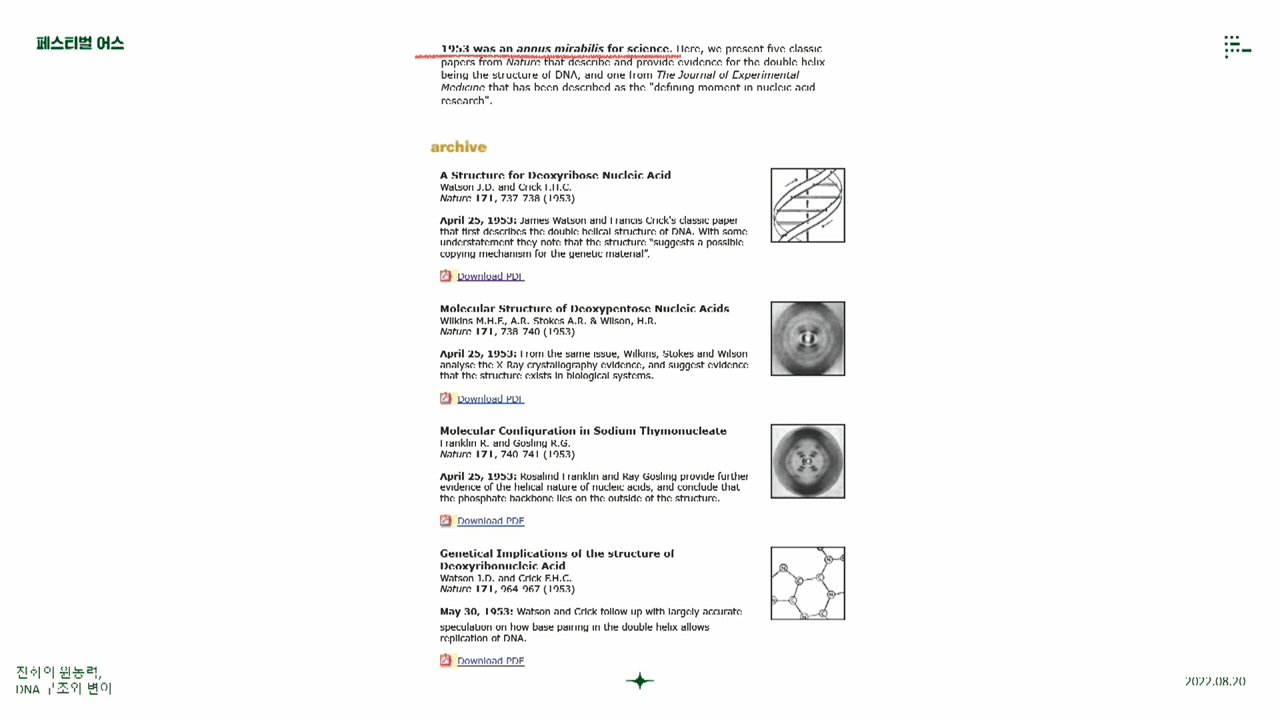 페스티벌 어스
1953 was an annus mirabilis for science. Here, we present five classic
papers from Nature that describe and provide evidence for the double helix
being the structure of DNA, and one from The Journal of Experimental
Medicine that has been described as the "defining moment in nucleic acid
research".
archive
A Structure for Deoxyribose Nucleic Acid
Watson J.D. and Crick F.H.C.
Nature 171, 737-738 (1953)
April 25, 1953: James Watson and Francis Crick's classic paper
that first describes the double helical structure of DNA. With some
understatement they note that the structure "suggests a possible
copying mechanism for the genetic material".
Download PDF
Molecular Structure of Deoxypentose Nucleic Acids
Wilkins M.H.F., A.R. Stokes A.R. & Wilson, H.R.
Nature 171, 738-740 (1953)
April 25, 1953: From the same issue, Wilkins, Stokes and Wilson
analyse the X-Ray crystallography evidence, and suggest evidence
that the structure exists in biological systems.
Download PDF
Molecular Configuration in Sodium Thymonucleate
Franklin R. and Gosling R.G.
Nature 171, 740-741 (1953)
April 25, 1953: Rosalind Franklin and Ray Gosling provide further
evidence of the helical nature of nucleic acids, and conclude that
the phosphate backbone lies on the outside of the structure.
Download PDF
Genetical Implications of the structure of
Deoxyribonucleic Acid
Watson J.D. and Crick F.H.C.
Nature 171, 964-967 (1953)
May 30, 1953: Watson and Crick follow up with largely accurate
speculation on how base pairing in the double helix allows
replication of DNA.
Download PDF
진화의 원동력,
DNA 구조의 변이
2022.08.20